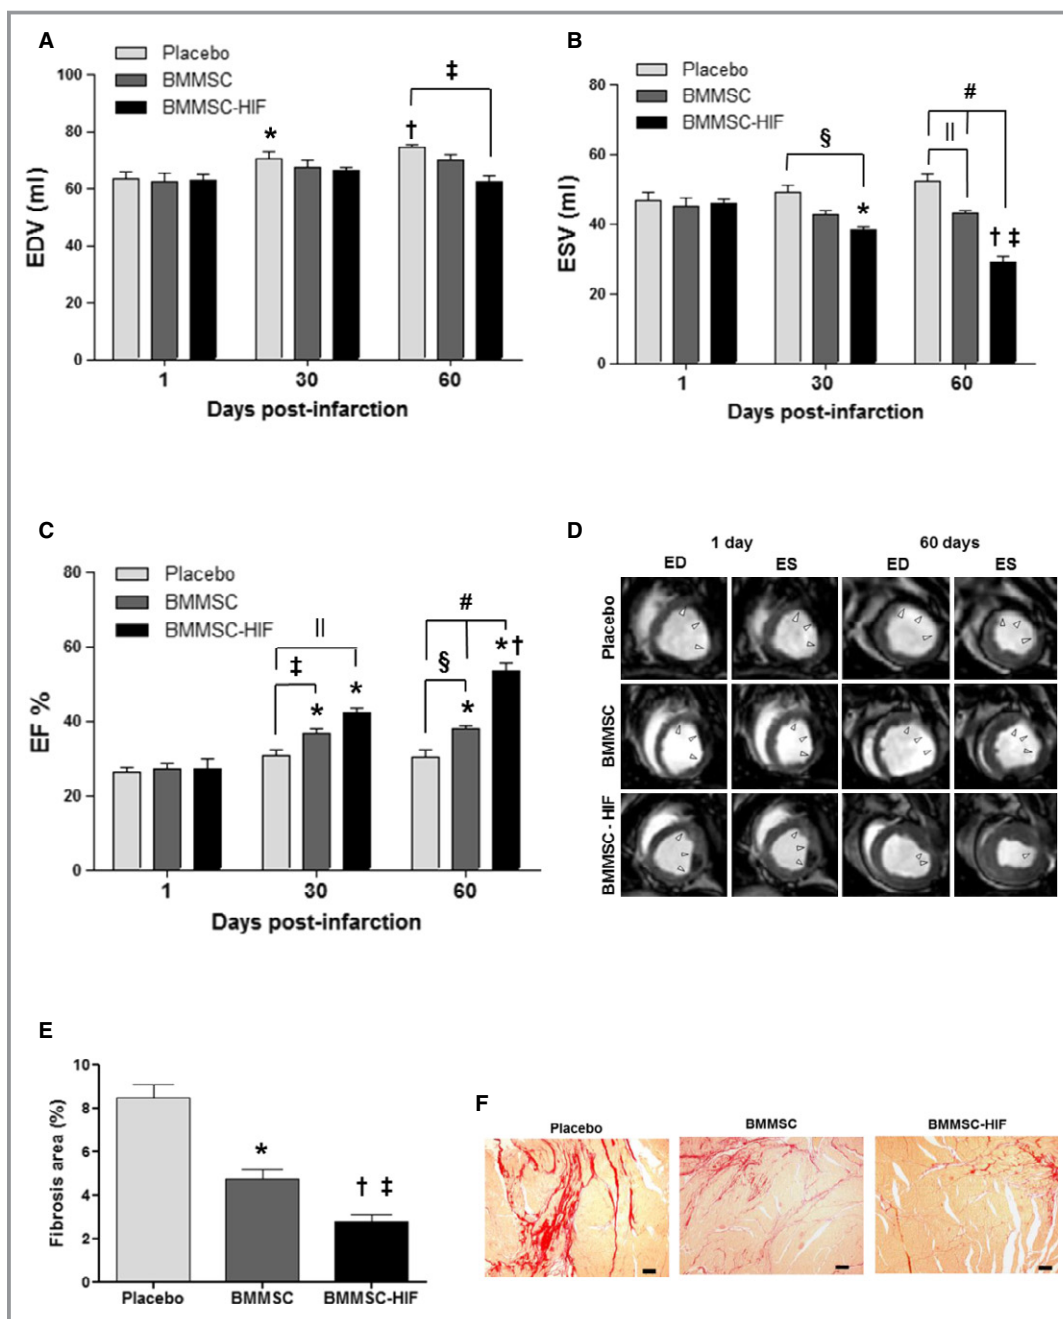 A
Placebo
BMMSC
BMMSC-HIF
EDV (ml)
100
80
60
40
20
0
*
†
‡
1 30 60
Days post-infarction
B
Placebo
BMMSC
BMMSC-HIF
ESV (ml)
80
60
40
20
0
§
*
#
||
† ‡
1 30 60
Days post-infarction
C
Placebo
BMMSC
BMMSC-HIF
EF %
80
60
40
20
0
||
‡
* *
#
§
*
*†
1 30 60
Days post-infarction
D
1 day 60 days
ED ES ED ES
Placebo
BMMSC
BMMSC - HIF
E
Fibrosis area (%)
10
8
6
4
2
0
*
† ‡
Placebo BMMSC BMMSC-HIF
F
Placebo BMMSC BMMSC-HIF